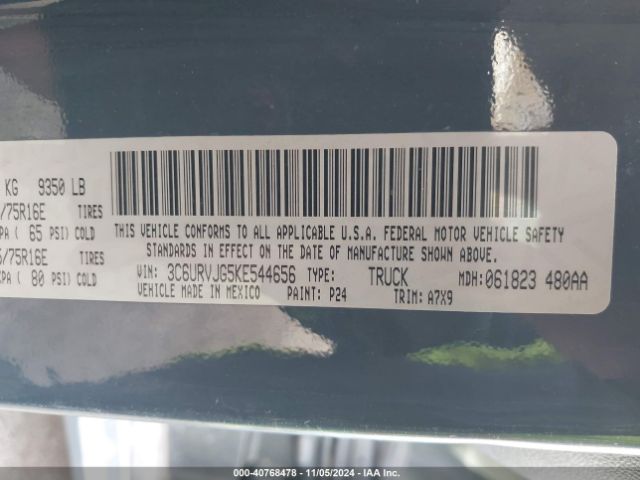 KG 9350 LB
/75R16E TIRES
PA ( 65 PSI) COLD
/75R16E TIRES
KPA ( 80 PSI) COLD
THIS VEHICLE CONFORMS TO ALL APPLICABLE U.S.A. FEDERAL MOTOR VEHICLE SAFETY
STANDARDS IN EFFECT ON THE DATE OF MANUFACTURE SHOWN ABOVE.
VIN: 3C6URVJG5KE544656 TYPE: TRUCK MDH: 061823 480AA
VEHICLE MADE IN MEXICO PAINT: P24 TRIM: A7X9
000-40768478 - 11/05/2024 - IAA Inc.